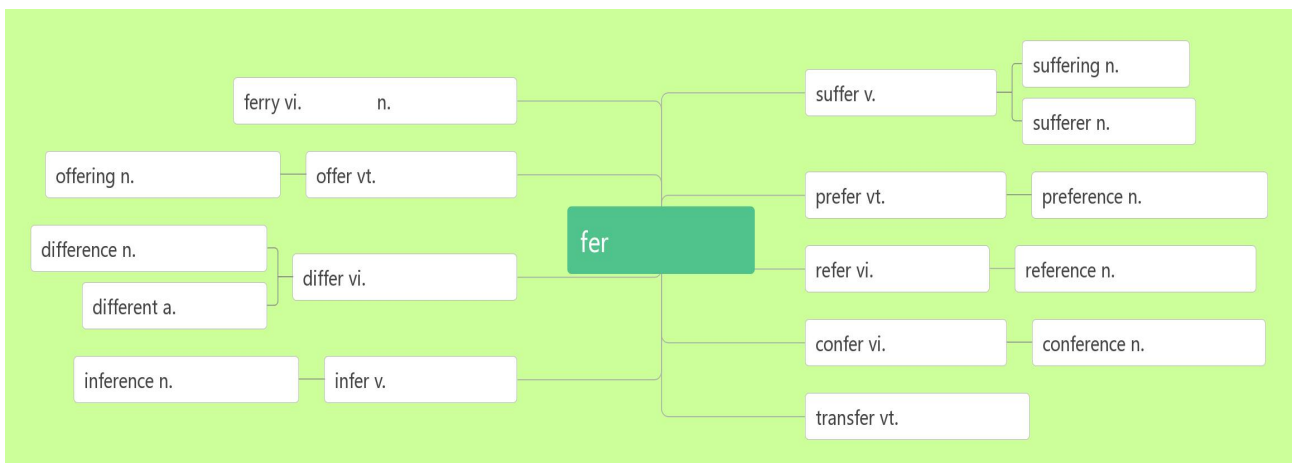 fer
suffer v.
suffering n.
sufferer n.
prefer vt.
preference n.
refer vi.
reference n.
confer vi.
conference n.
transfer vt.
ferry vi. n.
offer vt.
offering n.
differ vi.
difference n.
different a.
infer v.
inference n.